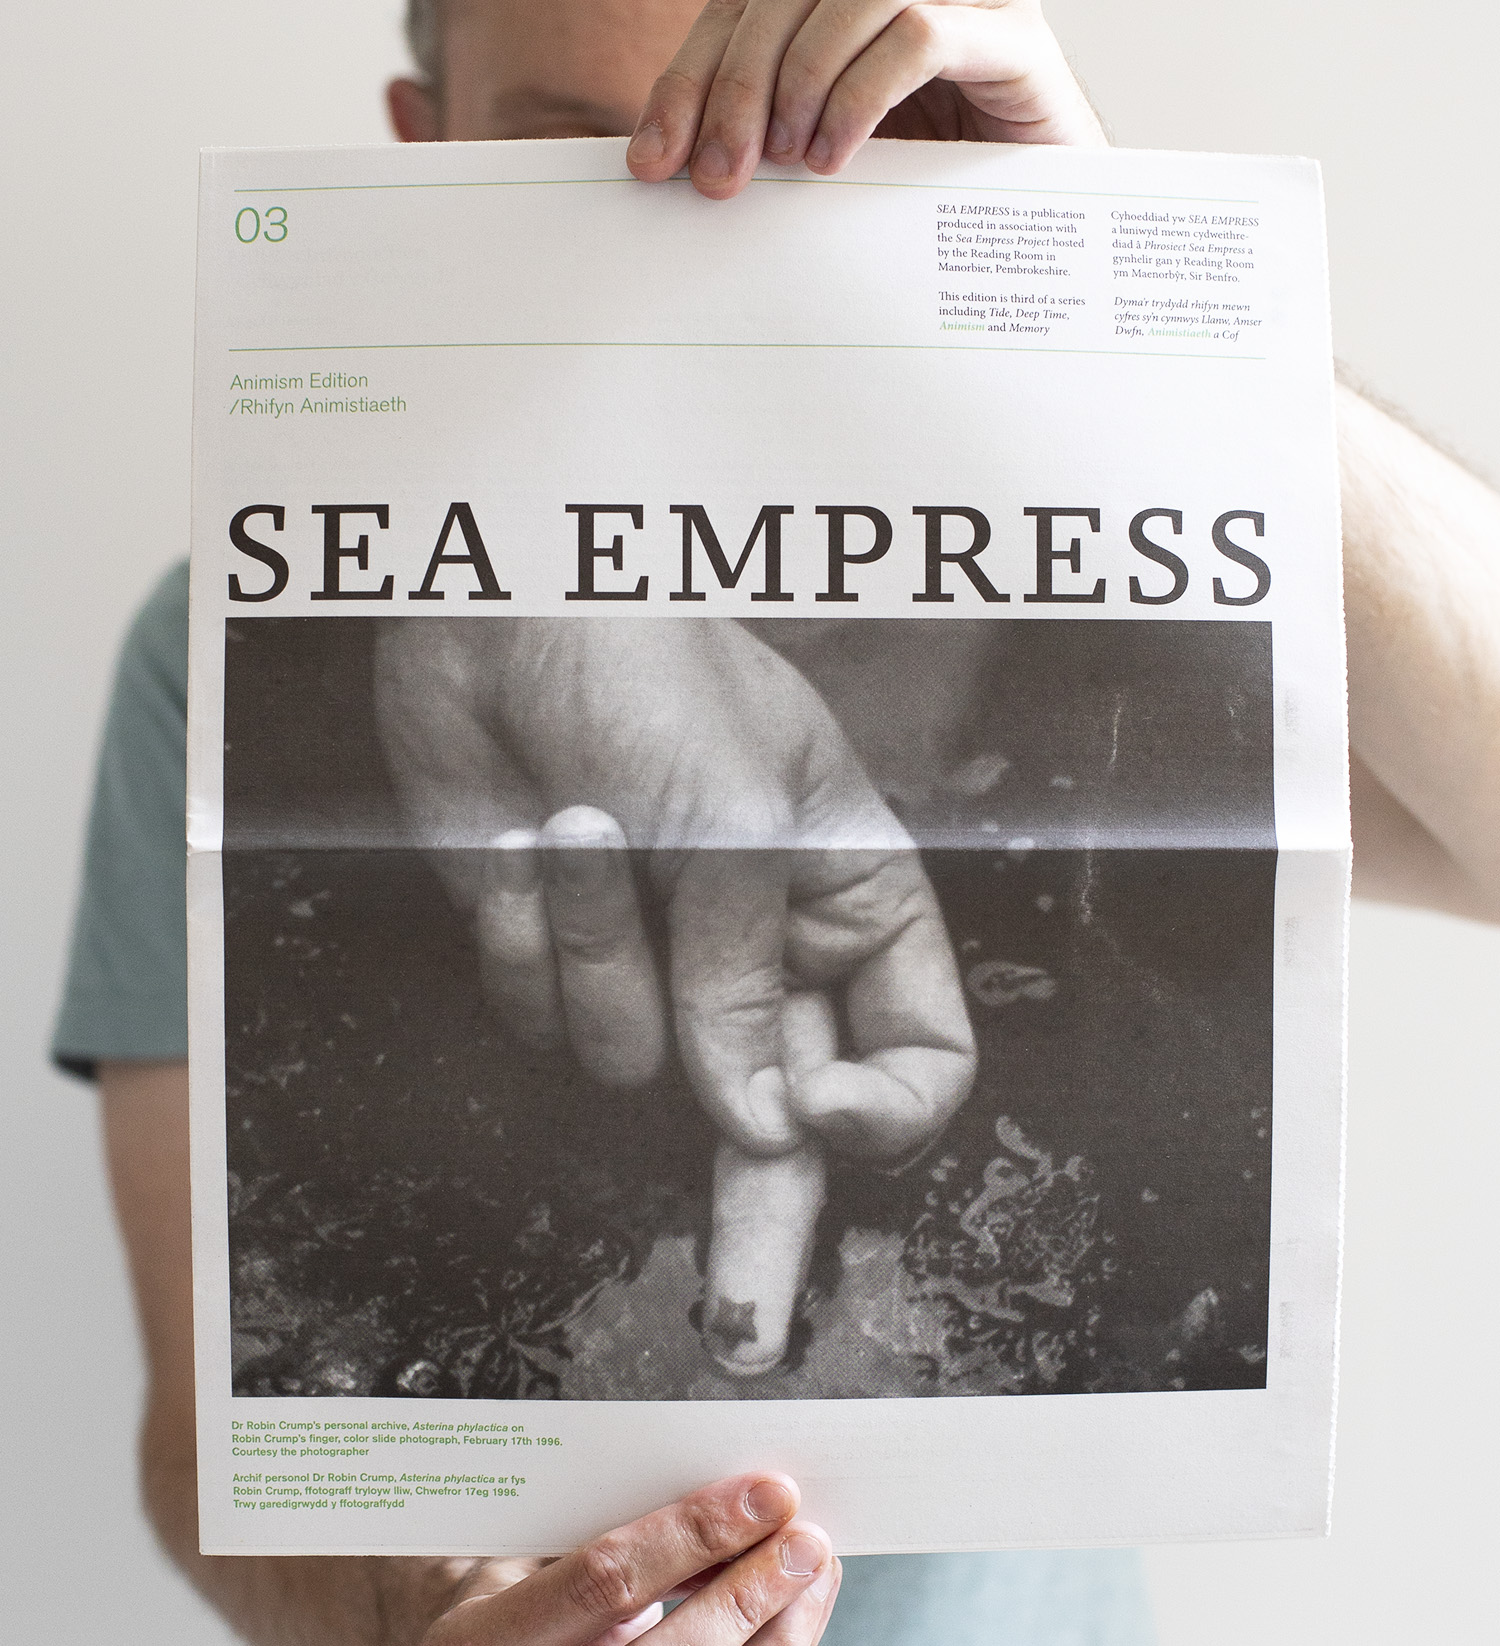 03
SEA EMPRESS is a publication
produced in association with
the Sea Empress Project hosted
by the Reading Room in
Manorbier, Pembrokeshire.
This edition is third of a series
including Tide, Deep Time,
Animism and Memory
Cyhoeddiad yw SEA EMPRESS
a luniwyd mewn cydweithre-
diad â Phrosiect Sea Empress a
gynhelir gan y Reading Room
ym Maenorbŷr, Sir Benfro.
Dyma'r trydydd rhifyn mewn
cyfres sy'n cynnwys Llanw, Amser
Dwfn, Animistiaeth a Cof
Animism Edition
/Rhifyn Animistiaeth
SEA EMPRESS
Dr Robin Crump's personal archive, Asterina phylactica on
Robin Crump's finger, color slide photograph, February 17th 1996.
Courtesy the photographer
Archif personol Dr Robin Crump, Asterina phylactica ar fys
Robin Crump, ffotograff tryloyw lliw, Chwefror 17eg 1996.
Trwy garedigrwydd y ffotograffydd